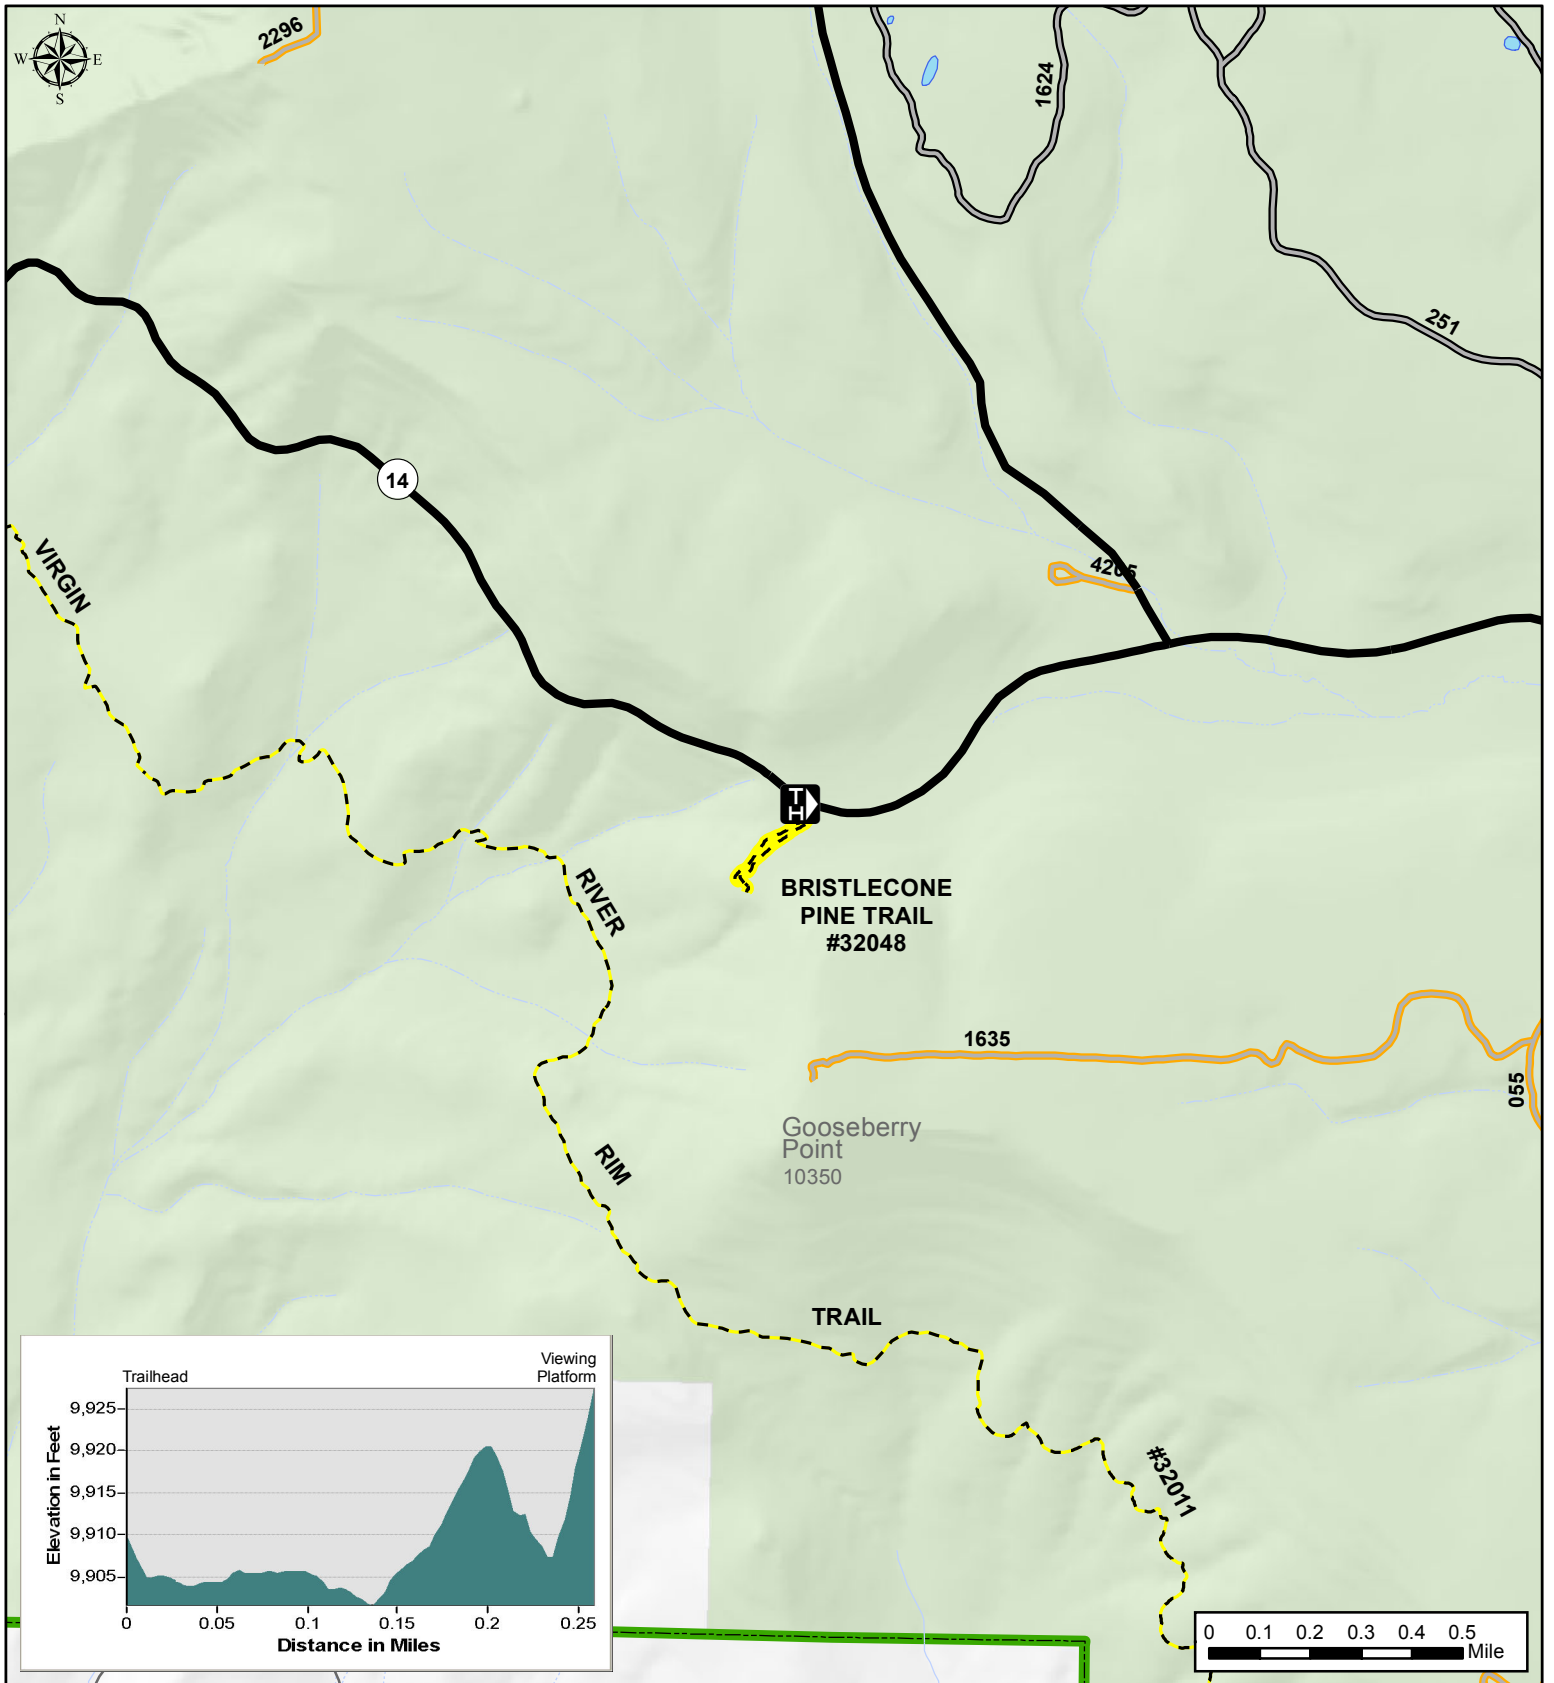 N
W E
S
2296
1624
251
14
4205
VIRGIN
T
H
RIVER
BRISTLECONE
PINE TRAIL
#32048
1635
055
Gooseberry
Point
10350
RIM
TRAIL
#32011
Trailhead
Viewing
Platform
Elevation in Feet
9,925
9,920
9,915
9,910
9,905
0 0.05 0.1 0.15 0.2 0.25
Distance in Miles
0 0.1 0.2 0.3 0.4 0.5
Mile